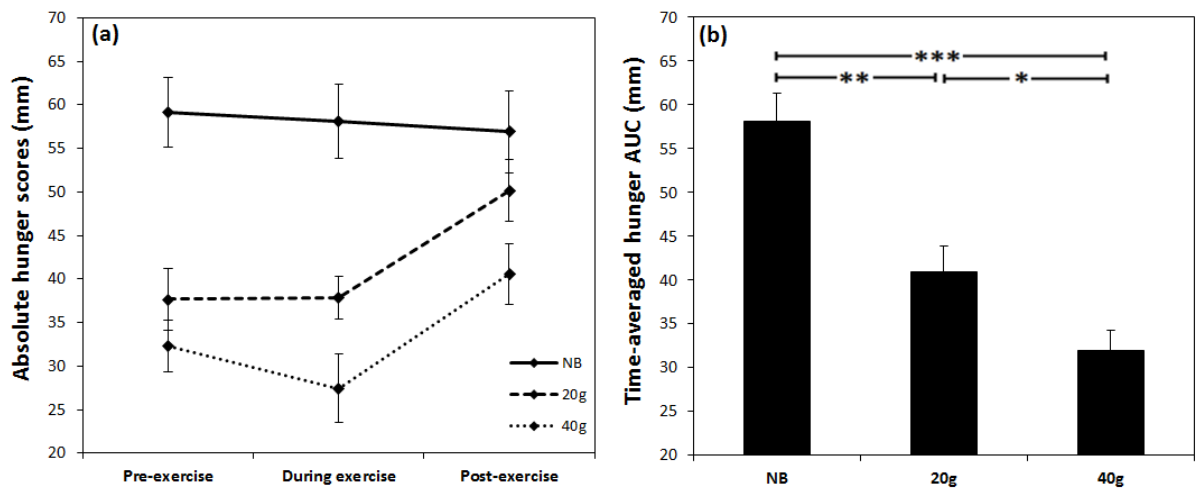 (a)
Absolute hunger scores (mm)
70
65
60
55
50
45
40
35
30
25
20
NB
20g
40g
Pre-exercise During exercise Post-exercise
(b)
Time-averaged hunger AUC (mm)
70
65
60
55
50
45
40
35
30
25
20
***
** *
NB 20g 40g